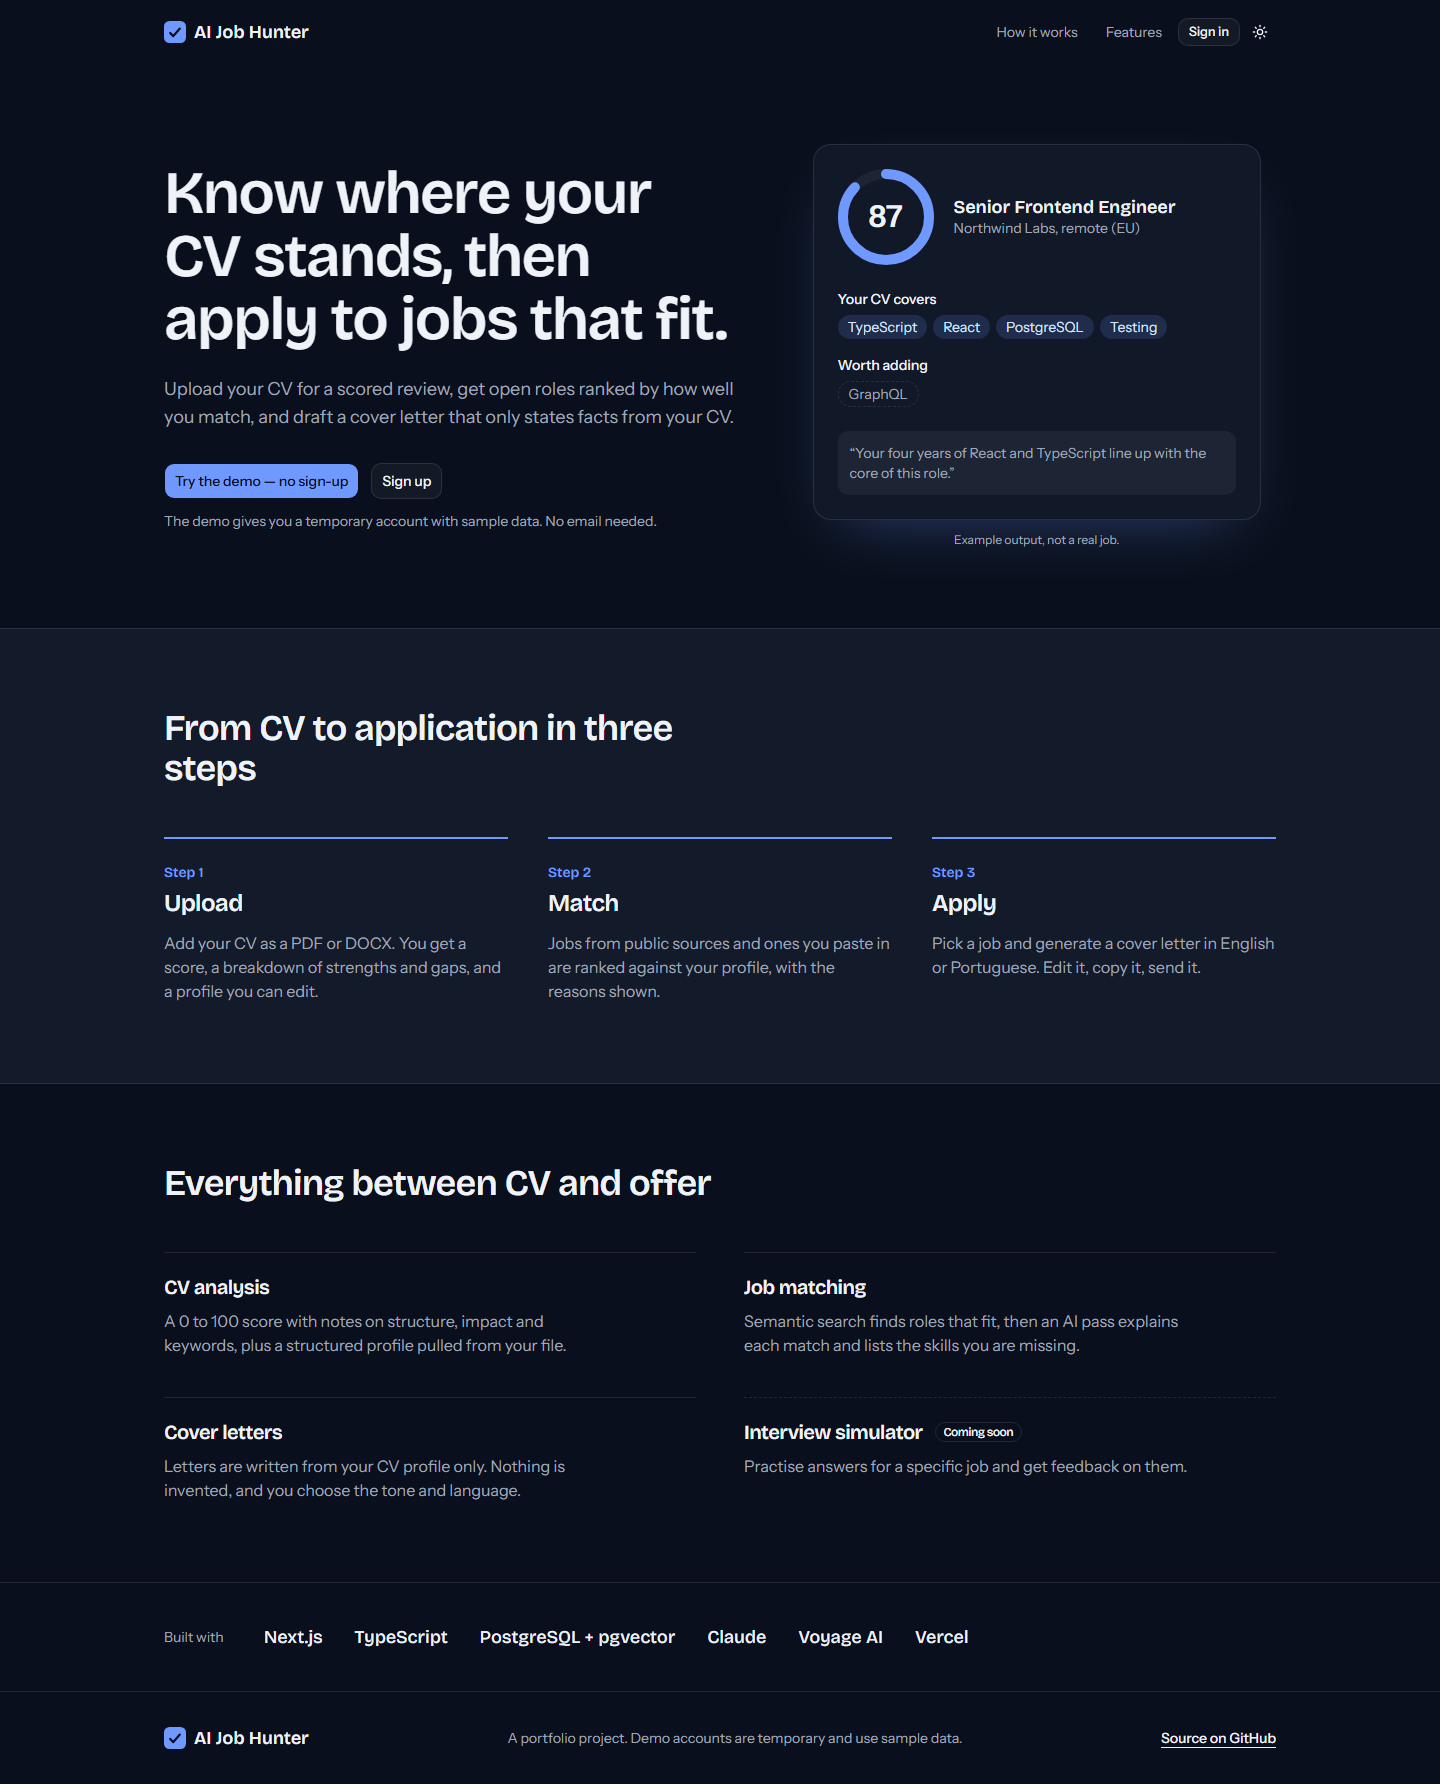 AI Job Hunter
How it works
Features
Sign in
Know where your
CV stands, then
apply to jobs that fit.
Upload your CV for a scored review, get open roles ranked by how well
you match, and draft a cover letter that only states facts from your CV.
Try the demo — no sign-up
Sign up
The demo gives you a temporary account with sample data. No email needed.
87
Senior Frontend Engineer
Northwind Labs, remote (EU)
Your CV covers
TypeScript
React
PostgreSQL
Testing
Worth adding
GraphQL
“Your four years of React and TypeScript line up with the
core of this role.”
Example output, not a real job.
From CV to application in three
steps
Step 1
Upload
Add your CV as a PDF or DOCX. You get a
score, a breakdown of strengths and gaps, and
a profile you can edit.
Step 2
Match
Jobs from public sources and ones you paste in
are ranked against your profile, with the
reasons shown.
Step 3
Apply
Pick a job and generate a cover letter in English
or Portuguese. Edit it, copy it, send it.
Everything between CV and offer
CV analysis
A 0 to 100 score with notes on structure, impact and
keywords, plus a structured profile pulled from your file.
Job matching
Semantic search finds roles that fit, then an AI pass explains
each match and lists the skills you are missing.
Cover letters
Letters are written from your CV profile only. Nothing is
invented, and you choose the tone and language.
Interview simulator
Coming soon
Practise answers for a specific job and get feedback on them.
Built with
Next.js
TypeScript
PostgreSQL + pgvector
Claude
Voyage AI
Vercel
AI Job Hunter
A portfolio project. Demo accounts are temporary and use sample data.
Source on GitHub